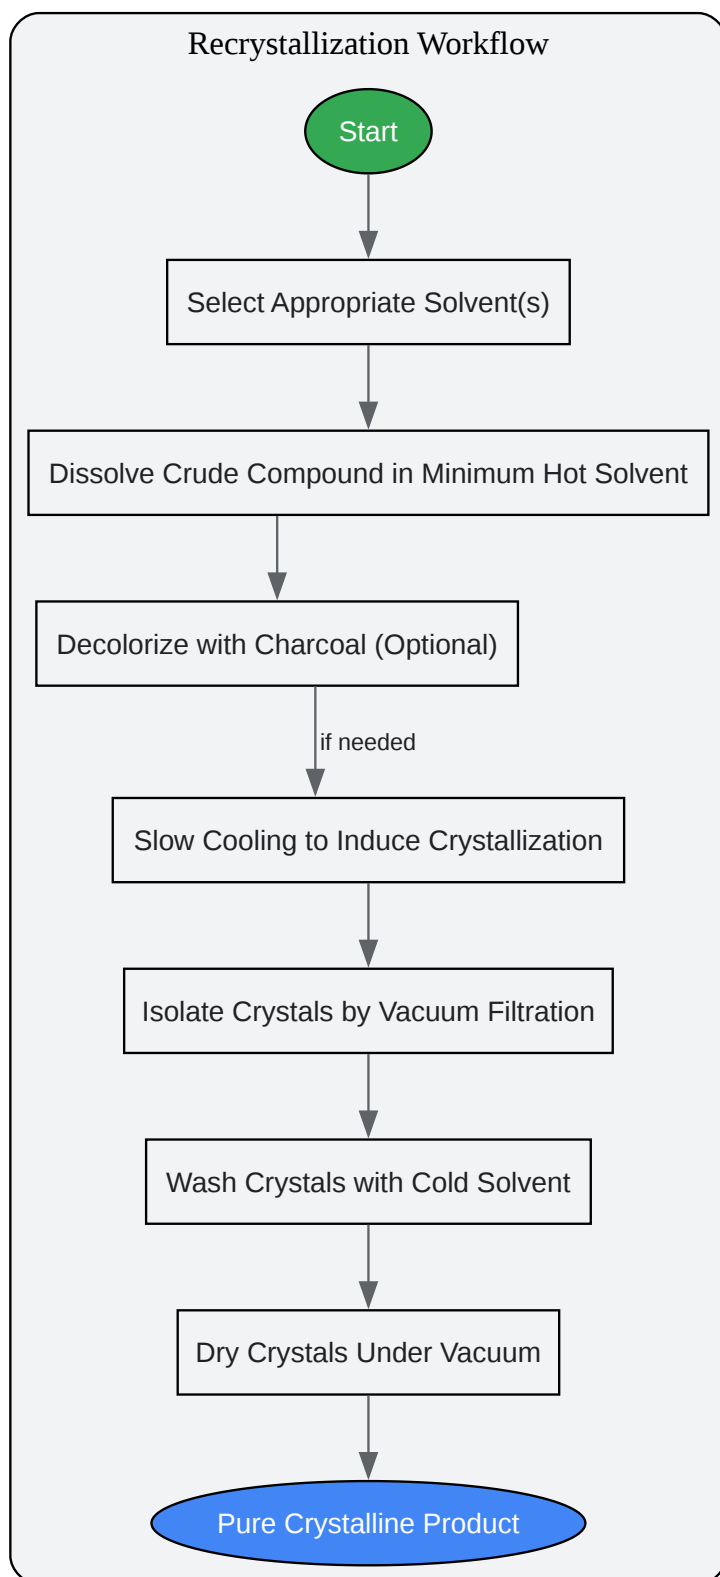 Recrystallization Workflow
Start
Select Appropriate Solvent(s)
Dissolve Crude Compound in Minimum Hot Solvent
Decolorize with Charcoal (Optional)
if needed
Slow Cooling to Induce Crystallization
Isolate Crystals by Vacuum Filtration
Wash Crystals with Cold Solvent
Dry Crystals Under Vacuum
Pure Crystalline Product